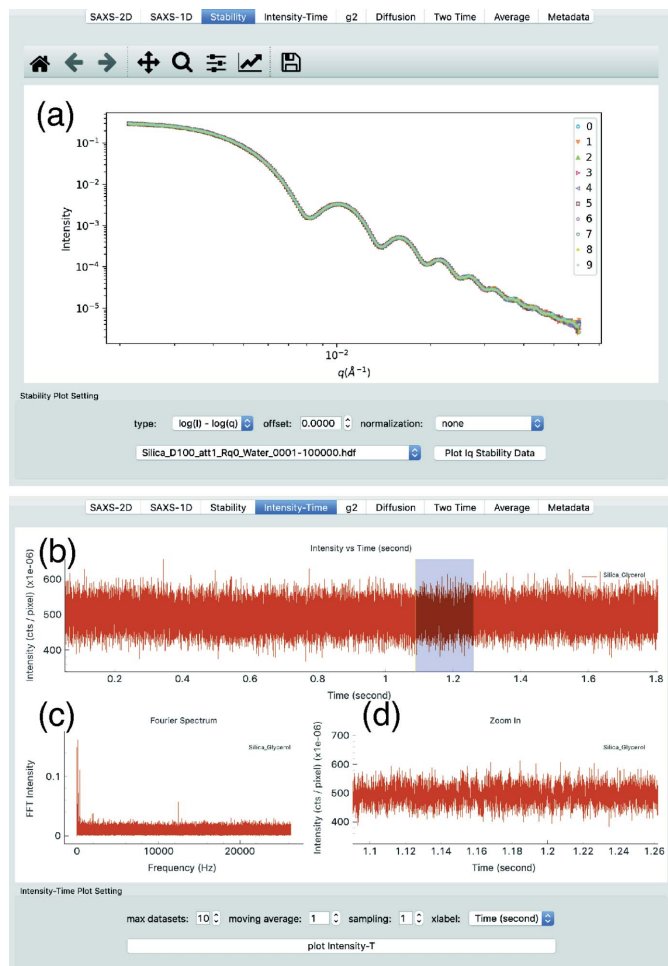 SAXS-2D SAXS-1D Stability Intensity-Time g2 Diffusion Two Time Average Metadata
(a)
10⁻¹
10⁻²
10⁻³
10⁻⁴
10⁻⁵
Intensity
0
1
2
3
4
5
6
7
8
9
10⁻²
q(Å⁻¹)
Stability Plot Setting
type: log(I) - log(q) offset: 0.0000 normalization: none
Silica_D100_att1_Rq0_Water_0001-100000.hdf Plot Iq Stability Data
SAXS-2D SAXS-1D Stability Intensity-Time g2 Diffusion Two Time Average Metadata
(b)
Intensity vs Time (second)
Intensity (cts / pixel) (x1e-06)
600
500
400
Silica_Glycerol
0.2 0.4 0.6 0.8 1 1.2 1.4 1.6 1.8
Time (second)
(c)
Fourier Spectrum
Silica_Glycerol
FFT Intensity
0.1
0
0 10000 20000
Frequency (Hz)
(d)
Zoom In
Silica_Glycerol
Intensity (cts / pixel) (x1e-06)
700
600
500
400
1.1 1.12 1.14 1.16 1.18 1.2 1.22 1.24 1.26
Time (second)
Intensity-Time Plot Setting
max datasets: 10 moving average: 1 sampling: 1 xlabel: Time (second)
plot Intensity-T